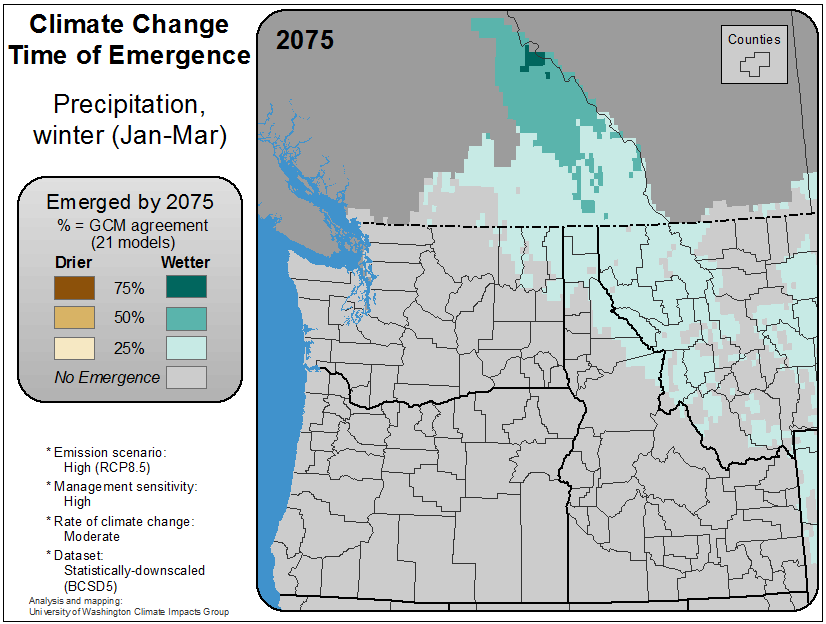 Climate Change
Time of Emergence
Precipitation,
winter (Jan-Mar)
Emerged by 2075
% = GCM agreement
(21 models)
Drier Wetter
75%
50%
25%
No Emergence
* Emission scenario:
High (RCP8.5)
* Management sensitivity:
High
* Rate of climate change:
Moderate
* Dataset:
Statistically-downscaled
(BCSD5)
Analysis and mapping:
University of Washington Climate Impacts Group
2075
Counties